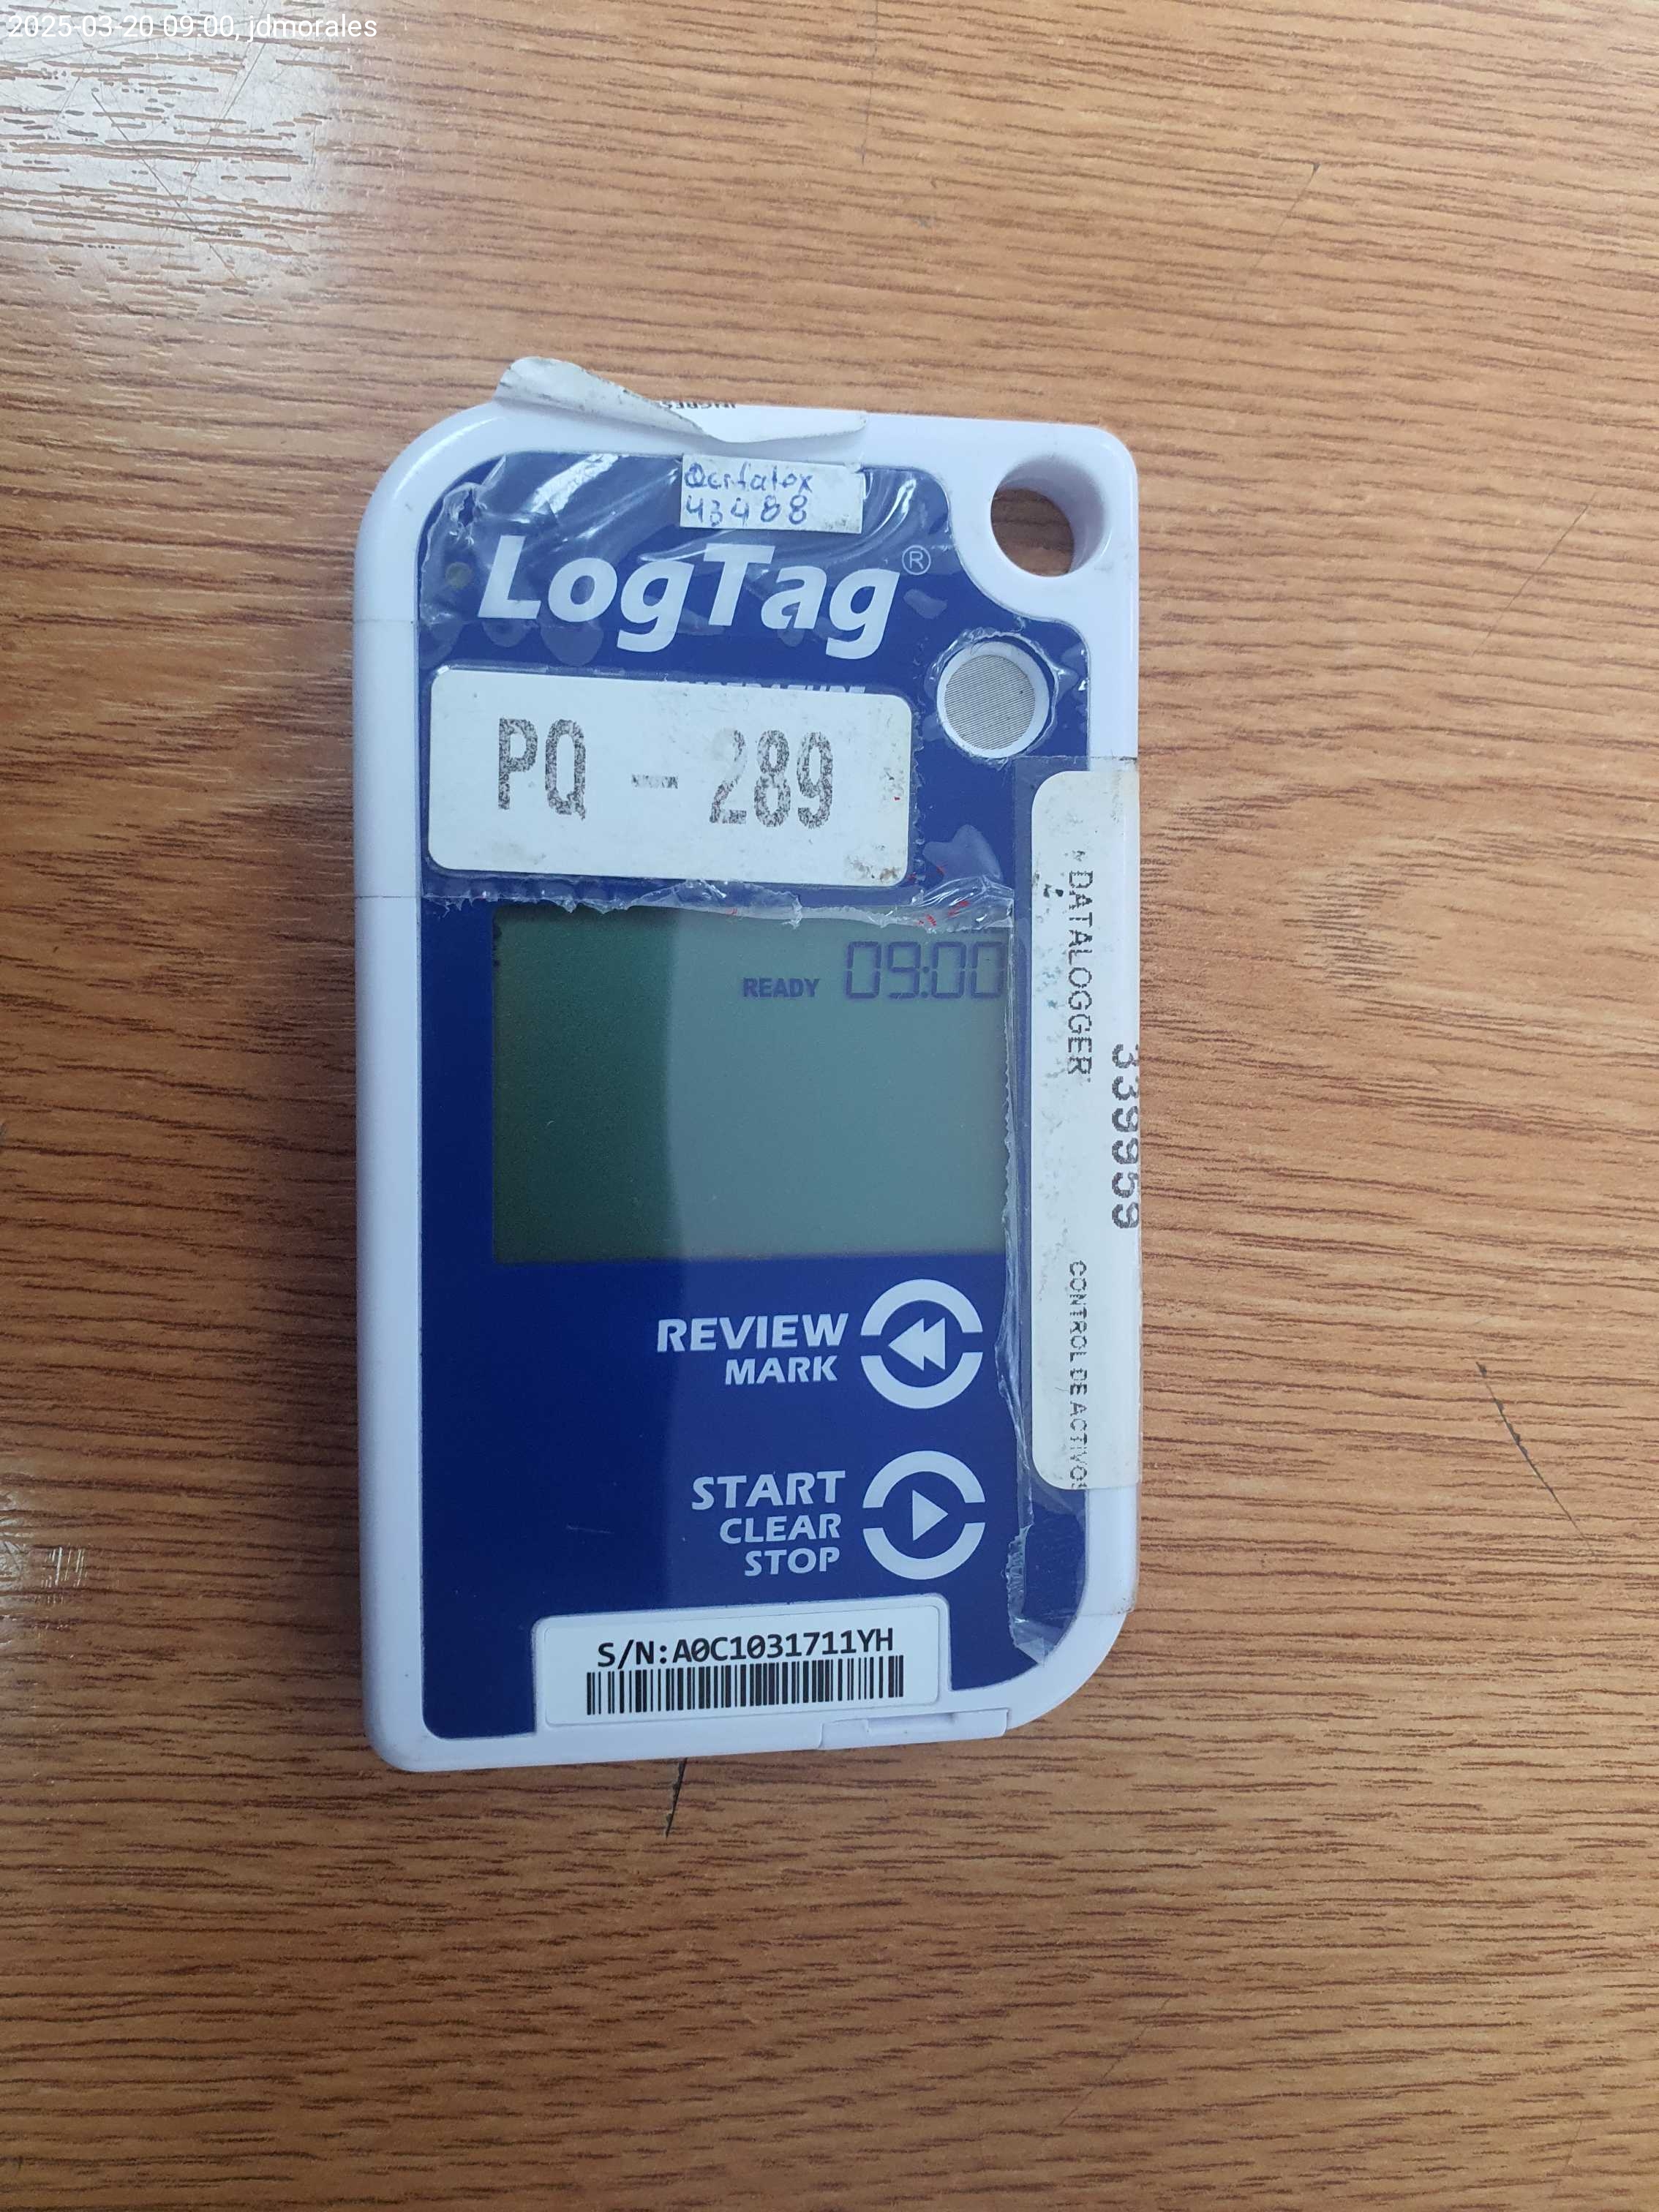 2025-03-20 09:00, jdmorales
43488
LogTag®
PQ - 289
DATALOGGER
339959
CONTROL DE ACTIVOS
READY 09:00
REVIEW
MARK
START
CLEAR
STOP
S/N:A0C1031711YH